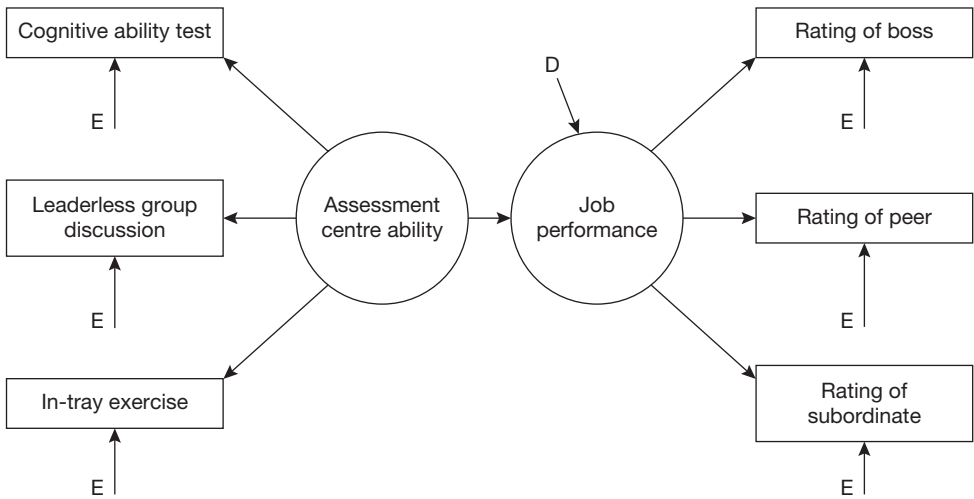 Cognitive ability test
E
Leaderless group
discussion
E
In-tray exercise
E
Assessment
centre ability
D
Job
performance
Rating of boss
E
Rating of peer
E
Rating of
subordinate
E